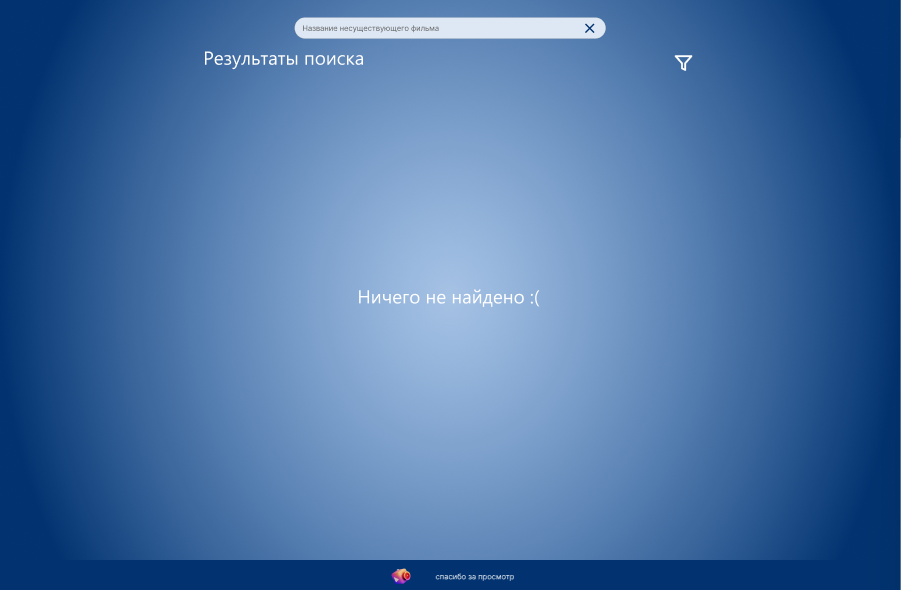 Название несуществующего фильма
Результаты поиска
Ничего не найдено :(
спасибо за просмотр